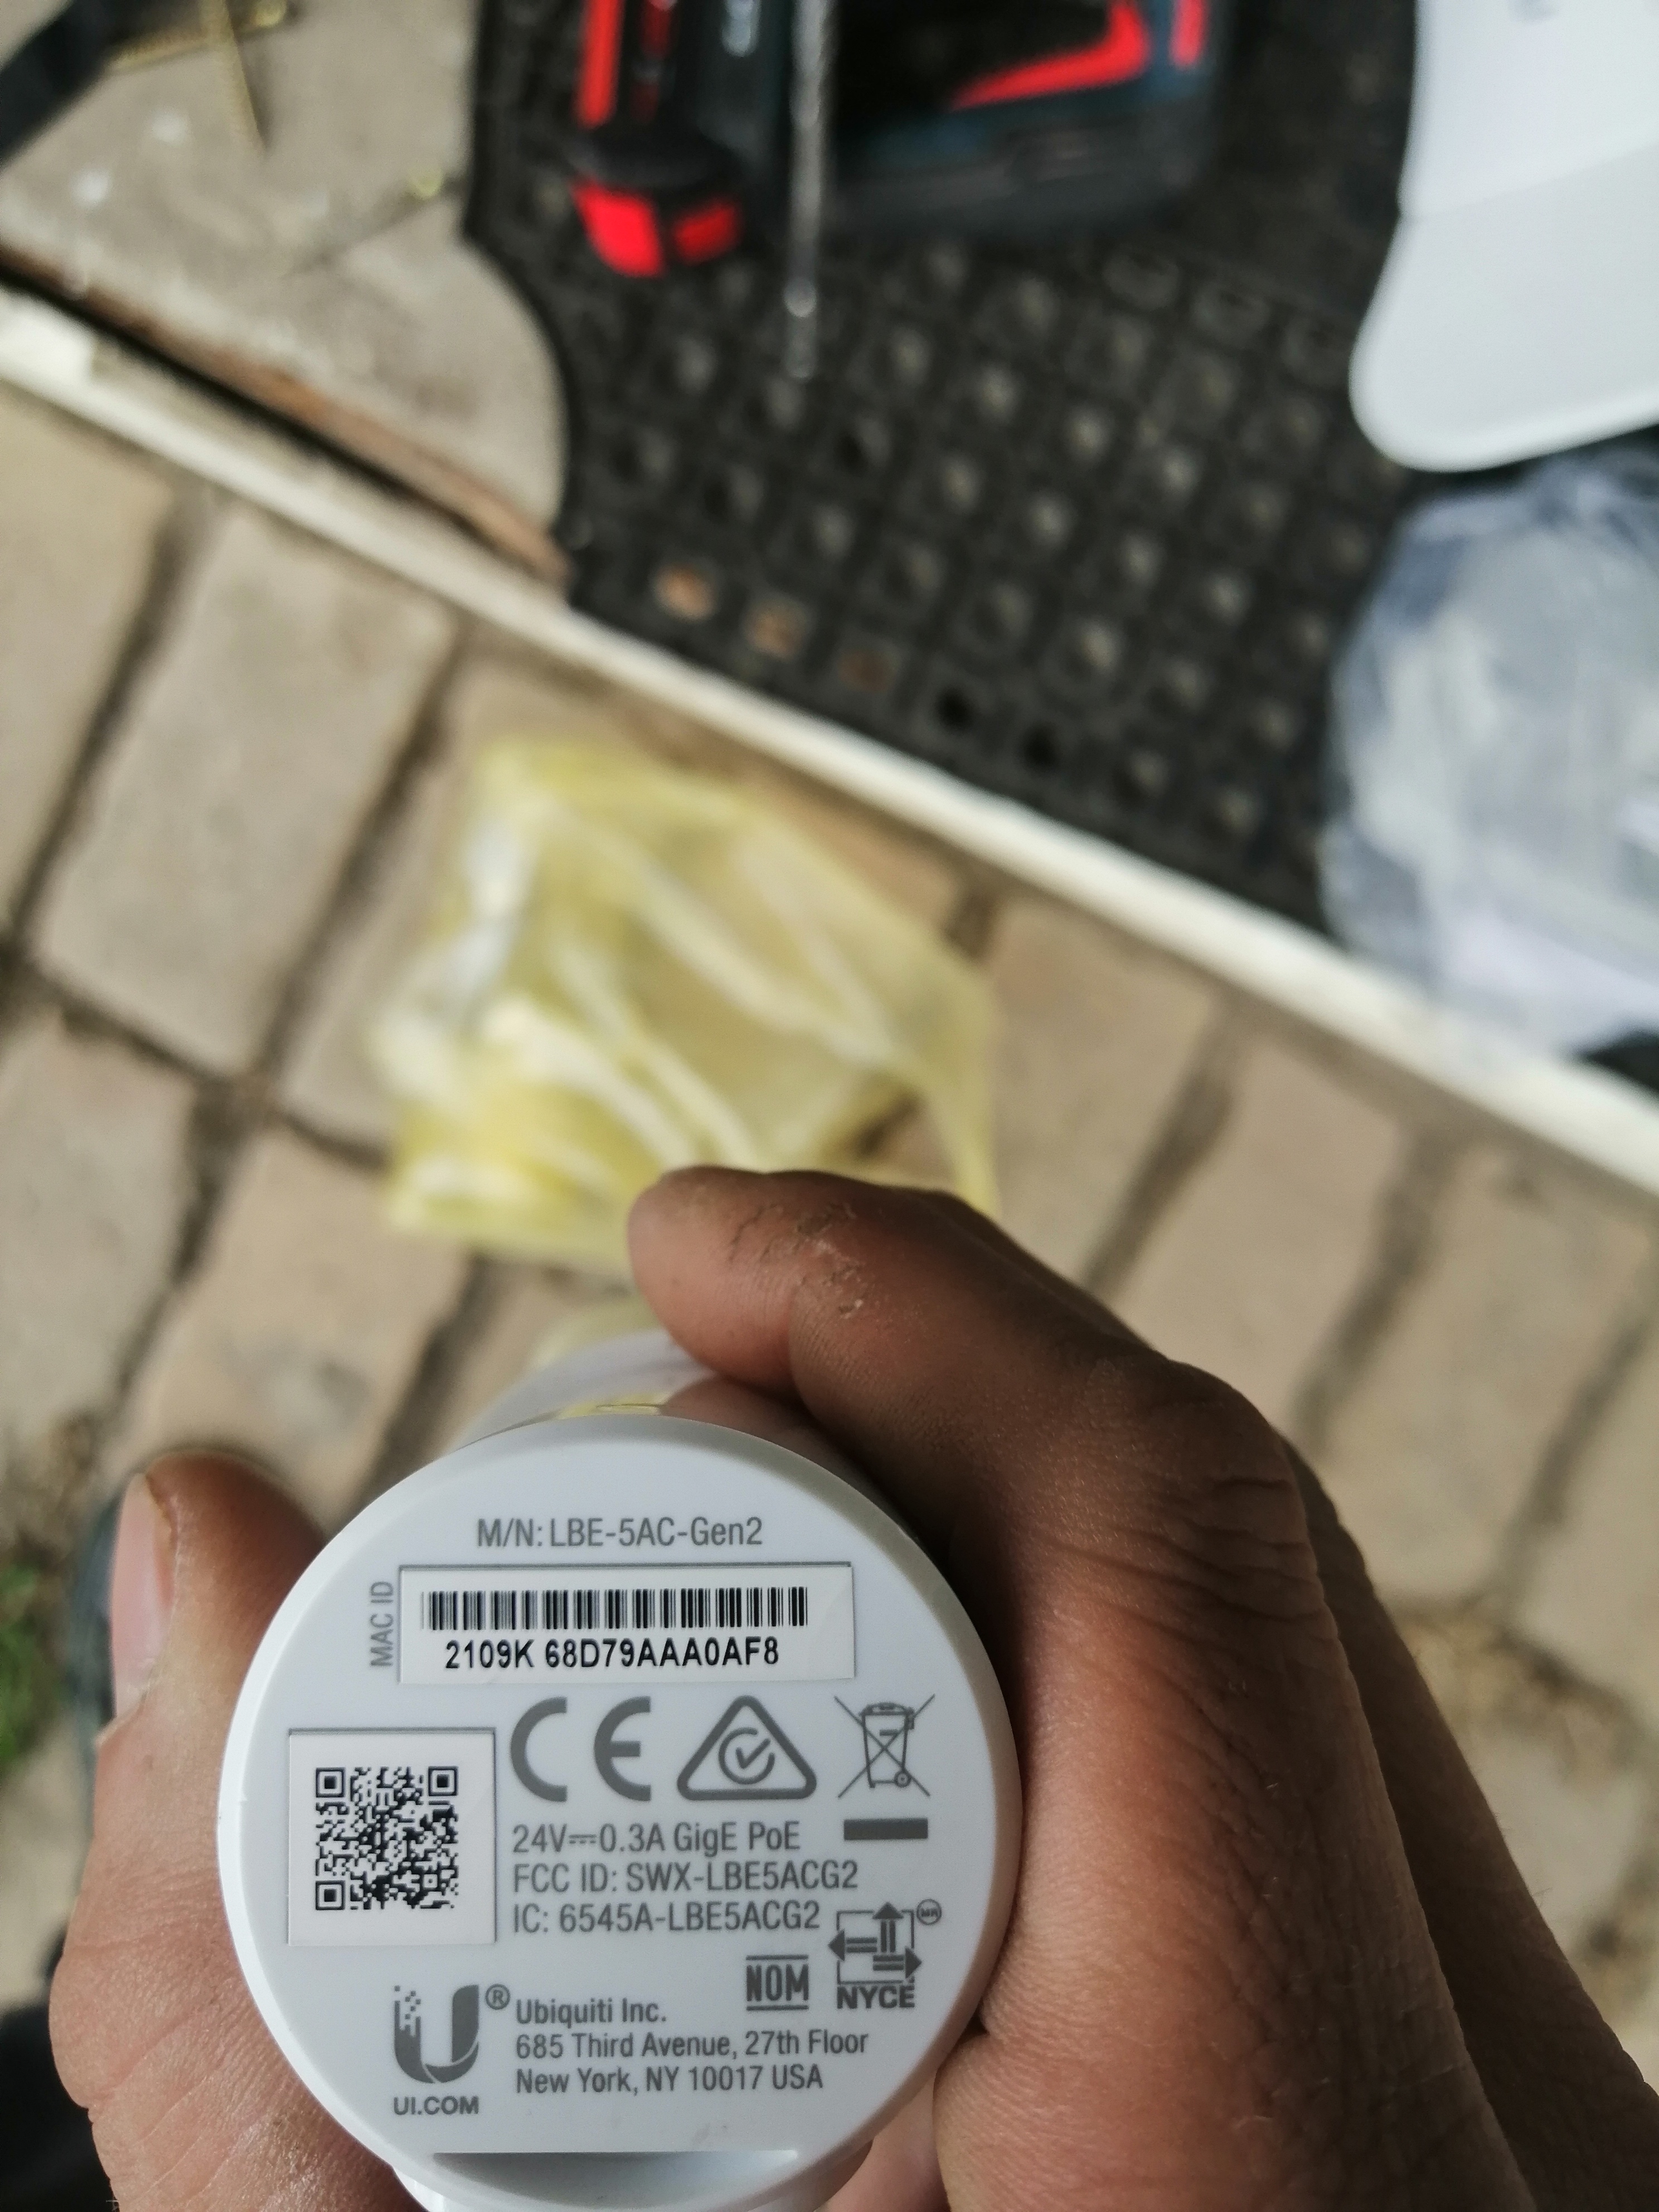 M/N: LBE-5AC-Gen2
MAC ID
2109K 68D79AAA0AF8
24V⎓0.3A GigE PoE
FCC ID: SWX-LBE5ACG2
IC: 6545A-LBE5ACG2
MR
NOM
NYCE
®
Ubiquiti Inc.
685 Third Avenue, 27th Floor
New York, NY 10017 USA
UI.COM